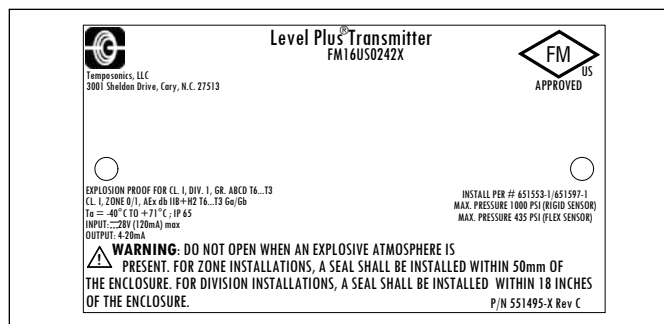 Level Plus® Transmitter
FM16US0242X
FM
US
APPROVED
Temposonics, LLC
3001 Sheldon Drive, Cary, N.C. 27513
EXPLOSION PROOF FOR CL. I, DIV. 1, GR. ABCD T6...T3
CL. I, ZONE 0/1, AEx db IIB+H2 T6...T3 Ga/Gb
Ta = -40°C TO +71°C ; IP 65
INPUT:⎓28V (120mA) max
OUTPUT: 4-20mA
INSTALL PER # 651553-1/651597-1
MAX. PRESSURE 1000 PSI (RIGID SENSOR)
MAX. PRESSURE 435 PSI (FLEX SENSOR)
WARNING: DO NOT OPEN WHEN AN EXPLOSIVE ATMOSPHERE IS
PRESENT. FOR ZONE INSTALLATIONS, A SEAL SHALL BE INSTALLED WITHIN 50mm OF
THE ENCLOSURE. FOR DIVISION INSTALLATIONS, A SEAL SHALL BE INSTALLED WITHIN 18 INCHES
OF THE ENCLOSURE.
P/N 551495-X Rev C